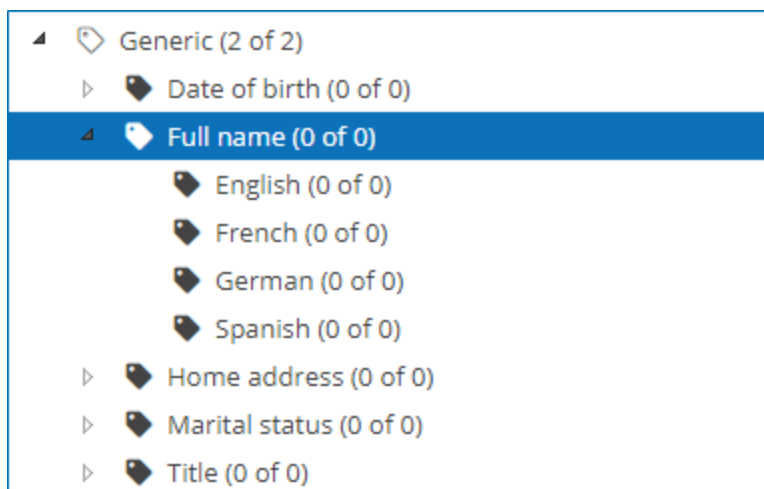 Generic (2 of 2)
Date of birth (0 of 0)
Full name (0 of 0)
English (0 of 0)
French (0 of 0)
German (0 of 0)
Spanish (0 of 0)
Home address (0 of 0)
Marital status (0 of 0)
Title (0 of 0)